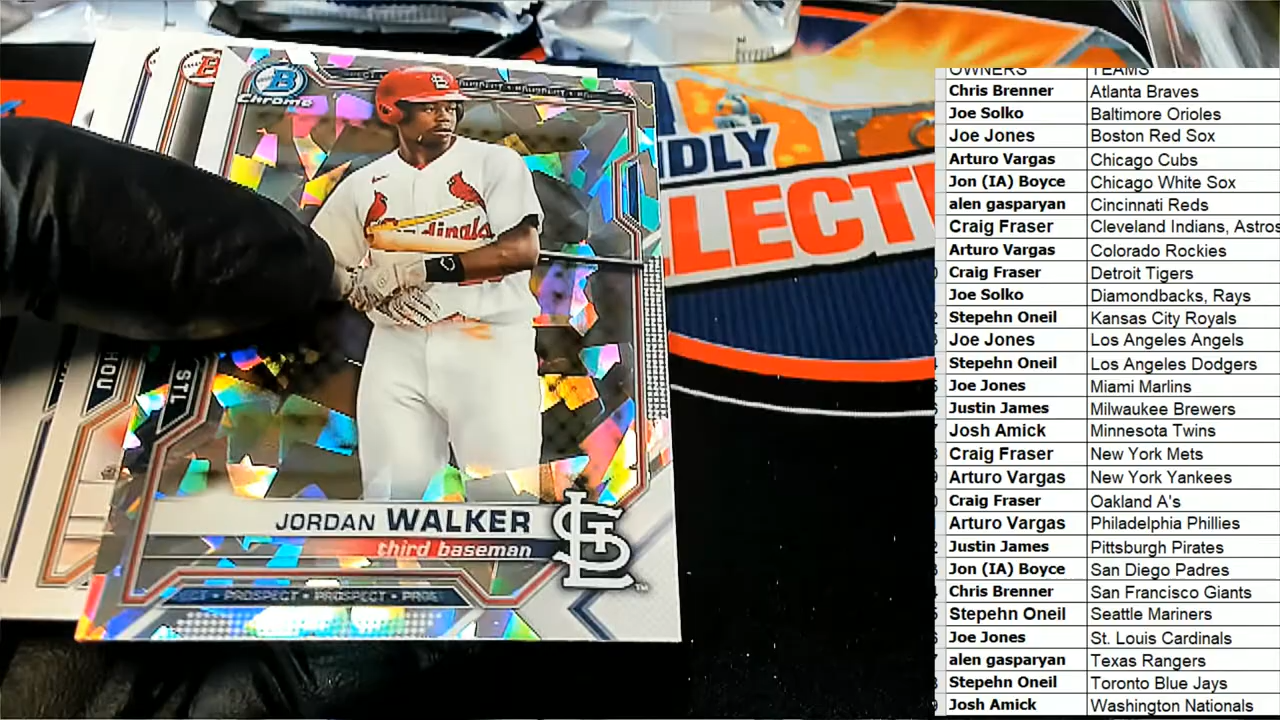 B
Chrome
HOU
STL
JORDAN WALKER
third baseman
PROSPECT • PROSPECT
DLY
LECTI
OWNERS TEAMS
Chris Brenner Atlanta Braves
Joe Solko Baltimore Orioles
Joe Jones Boston Red Sox
Arturo Vargas Chicago Cubs
Jon (IA) Boyce Chicago White Sox
alen gasparyan Cincinnati Reds
Craig Fraser Cleveland Indians, Astros
Arturo Vargas Colorado Rockies
Craig Fraser Detroit Tigers
Joe Solko Diamondbacks, Rays
Stepehn Oneil Kansas City Royals
Joe Jones Los Angeles Angels
Stepehn Oneil Los Angeles Dodgers
Joe Jones Miami Marlins
Justin James Milwaukee Brewers
Josh Amick Minnesota Twins
Craig Fraser New York Mets
Arturo Vargas New York Yankees
Craig Fraser Oakland A's
Arturo Vargas Philadelphia Phillies
Justin James Pittsburgh Pirates
Jon (IA) Boyce San Diego Padres
Chris Brenner San Francisco Giants
Stepehn Oneil Seattle Mariners
Joe Jones St. Louis Cardinals
alen gasparyan Texas Rangers
Stepehn Oneil Toronto Blue Jays
Josh Amick Washington Nationals